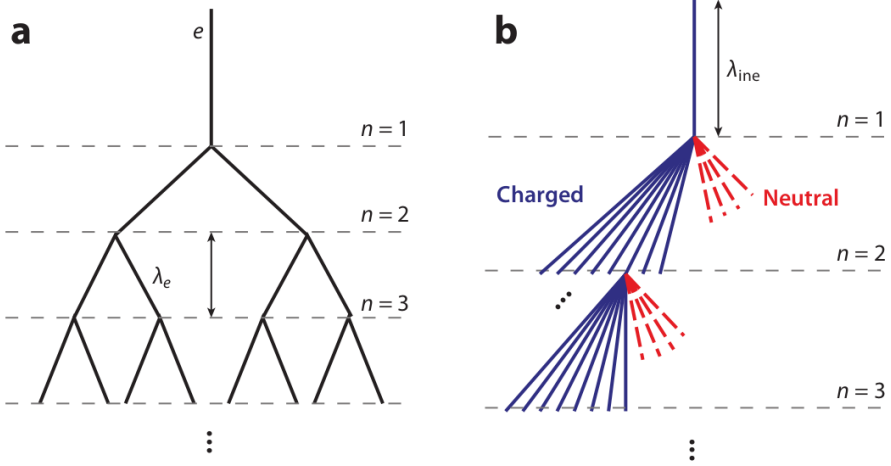 a
e
n = 1
n = 2
λe
n = 3
b
λine
n = 1
Charged
Neutral
n = 2
n = 3